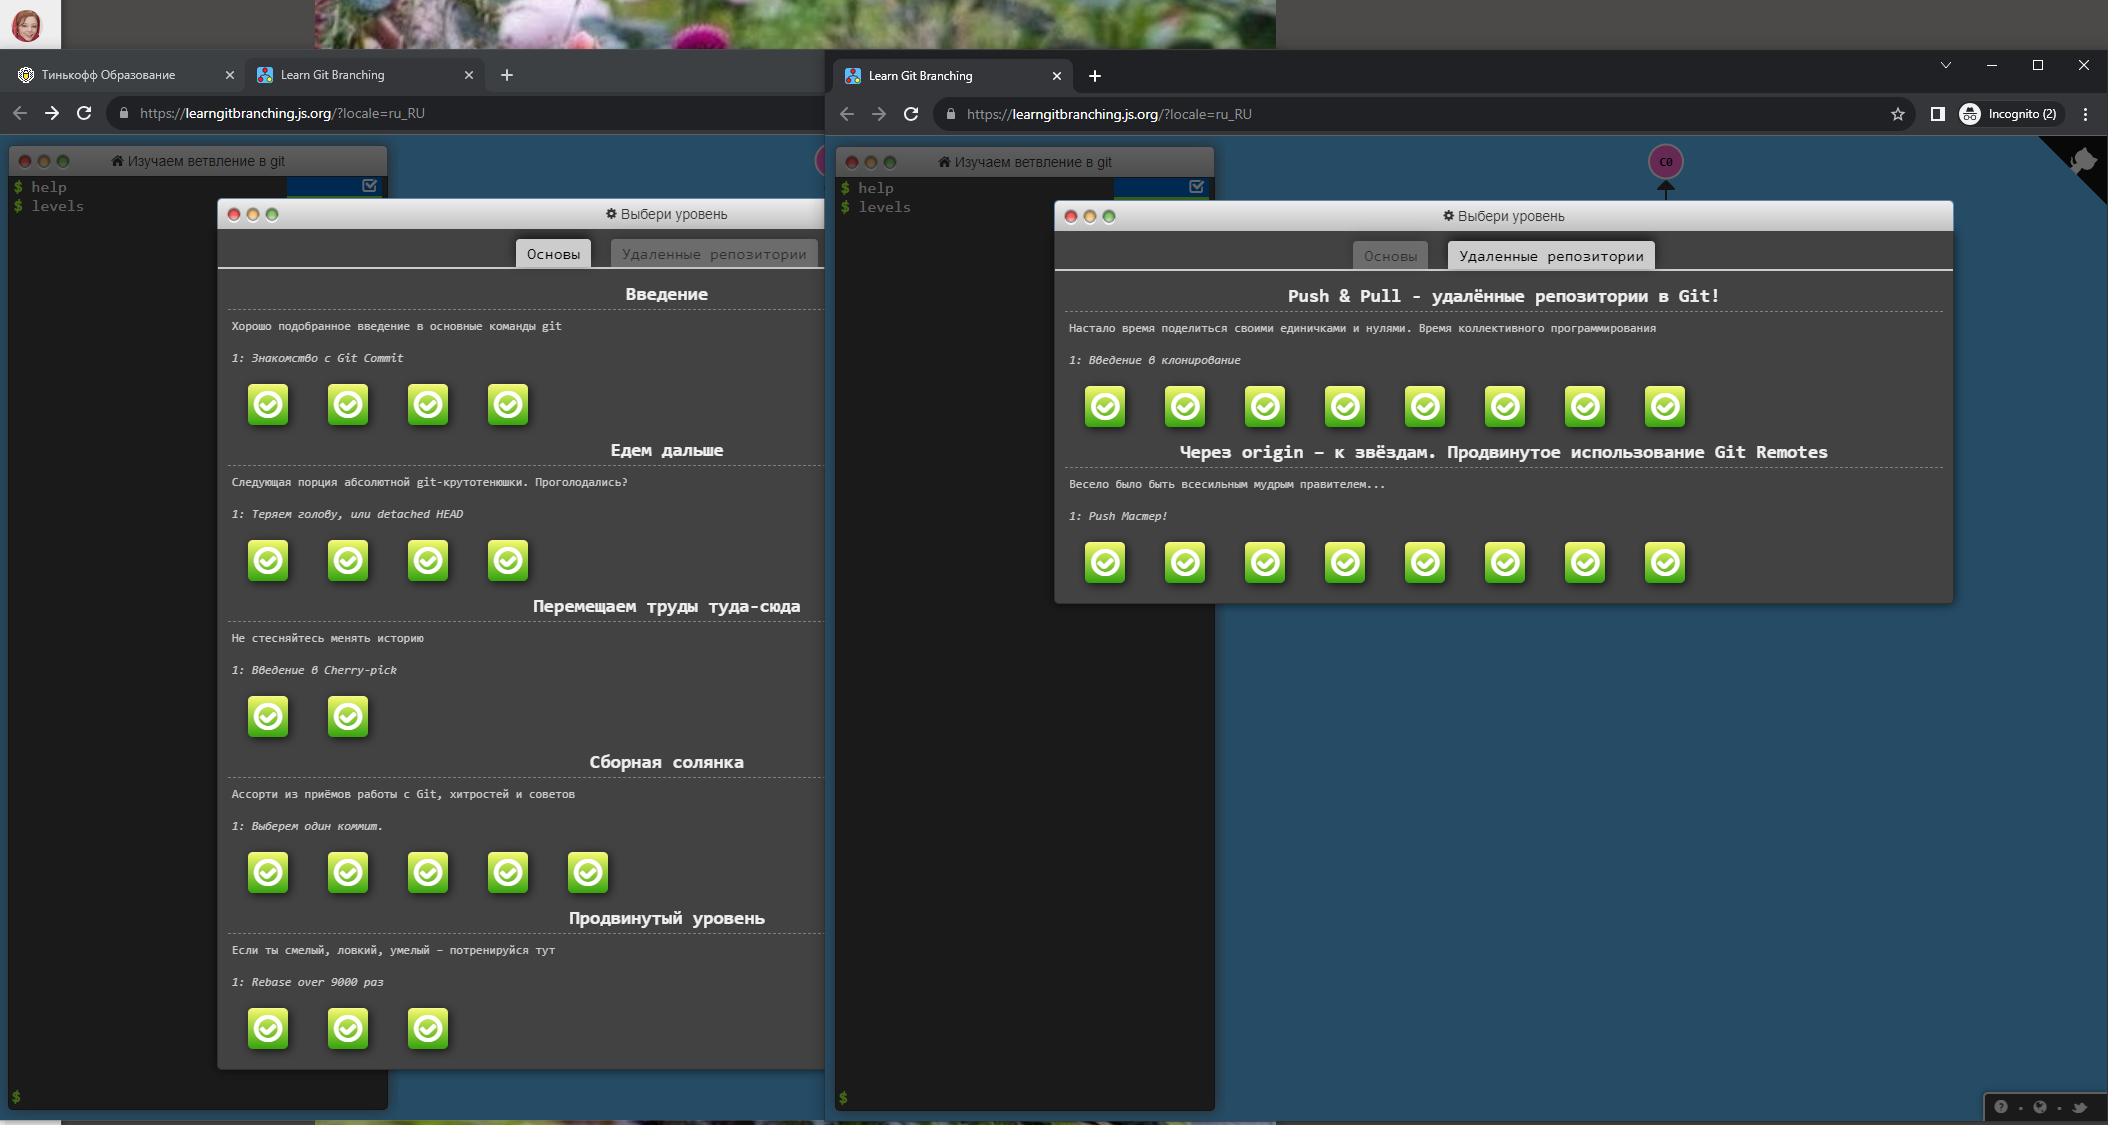 Тинькофф Образование
Learn Git Branching
https://learngitbranching.js.org/?locale=ru_RU
Изучаем ветвление в git
$ help
$ levels
Выбери уровень
Основы
Удаленные репозитории
Введение
Хорошо подобранное введение в основные команды git
1: Знакомство с Git Commit
Едем дальше
Следующая порция абсолютной git-крутотенюшки. Проголодались?
1: Теряем голову, или detached HEAD
Перемещаем труды туда-сюда
Не стесняйтесь менять историю
1: Введение в Cherry-pick
Сборная солянка
Ассорти из приёмов работы с Git, хитростей и советов
1: Выберем один коммит.
Продвинутый уровень
Если ты смелый, ловкий, умелый – потренируйся тут
1: Rebase over 9000 раз
$
Learn Git Branching
https://learngitbranching.js.org/?locale=ru_RU
Incognito (2)
Изучаем ветвление в git
$ help
$ levels
C0
Выбери уровень
Основы
Удаленные репозитории
Push & Pull - удалённые репозитории в Git!
Настало время поделиться своими единичками и нулями. Время коллективного программирования
1: Введение в клонирование
Через origin – к звёздам. Продвинутое использование Git Remotes
Весело было быть всесильным мудрым правителем...
1: Push Мастер!
$